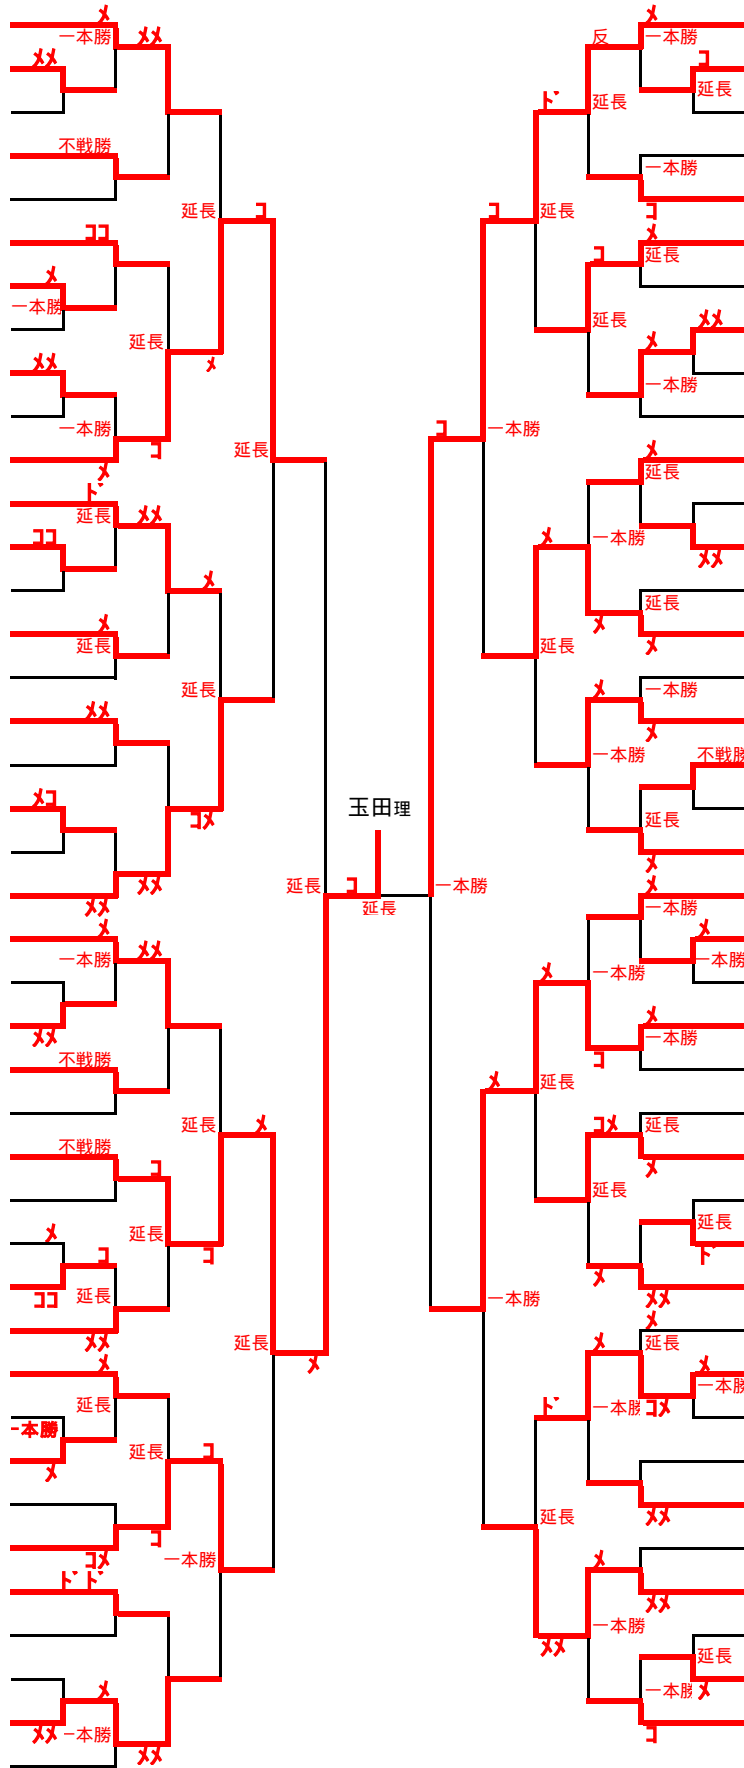 メ
一本勝
メメ
メメ
不戦勝
延長
コ
ココ
メ
一本勝
延長
メ
メメ
一本勝
コ
延長
メ
ド
延長
メメ
ココ
メ
メ
延長
延長
メメ
メコ
コメ
メメ
メメ
玉田理
延長
コ
延長
メ
一本勝
メメ
メメ
不戦勝
延長
メ
不戦勝
コ
延長
コ
メ
コ
ココ
延長
メメ
延長
メ
メ
延長
一本勝
延長
コ
メ
コ
コメ
一本勝
ドド
メ
メメ
一本勝
メメ
反
メ
一本勝
コ
延長
ド
延長
一本勝
コ
延長
コ
メ
延長
コ
延長
メメ
メ
一本勝
コ
一本勝
メ
延長
メ
一本勝
メメ
延長
メ
メ
延長
メ
一本勝
メ
一本勝
不戦勝
延長
メ
一本勝
メ
一本勝
メ
一本勝
メ
一本勝
メ
一本勝
コ
メ
延長
コメ
延長
メ
延長
延長
ド
メ
メメ
一本勝
メ
延長
メ
メ
一本勝
ド
一本勝
コメ
延長
メメ
メ
メメ
一本勝
メメ
延長
一本勝
メ
コ